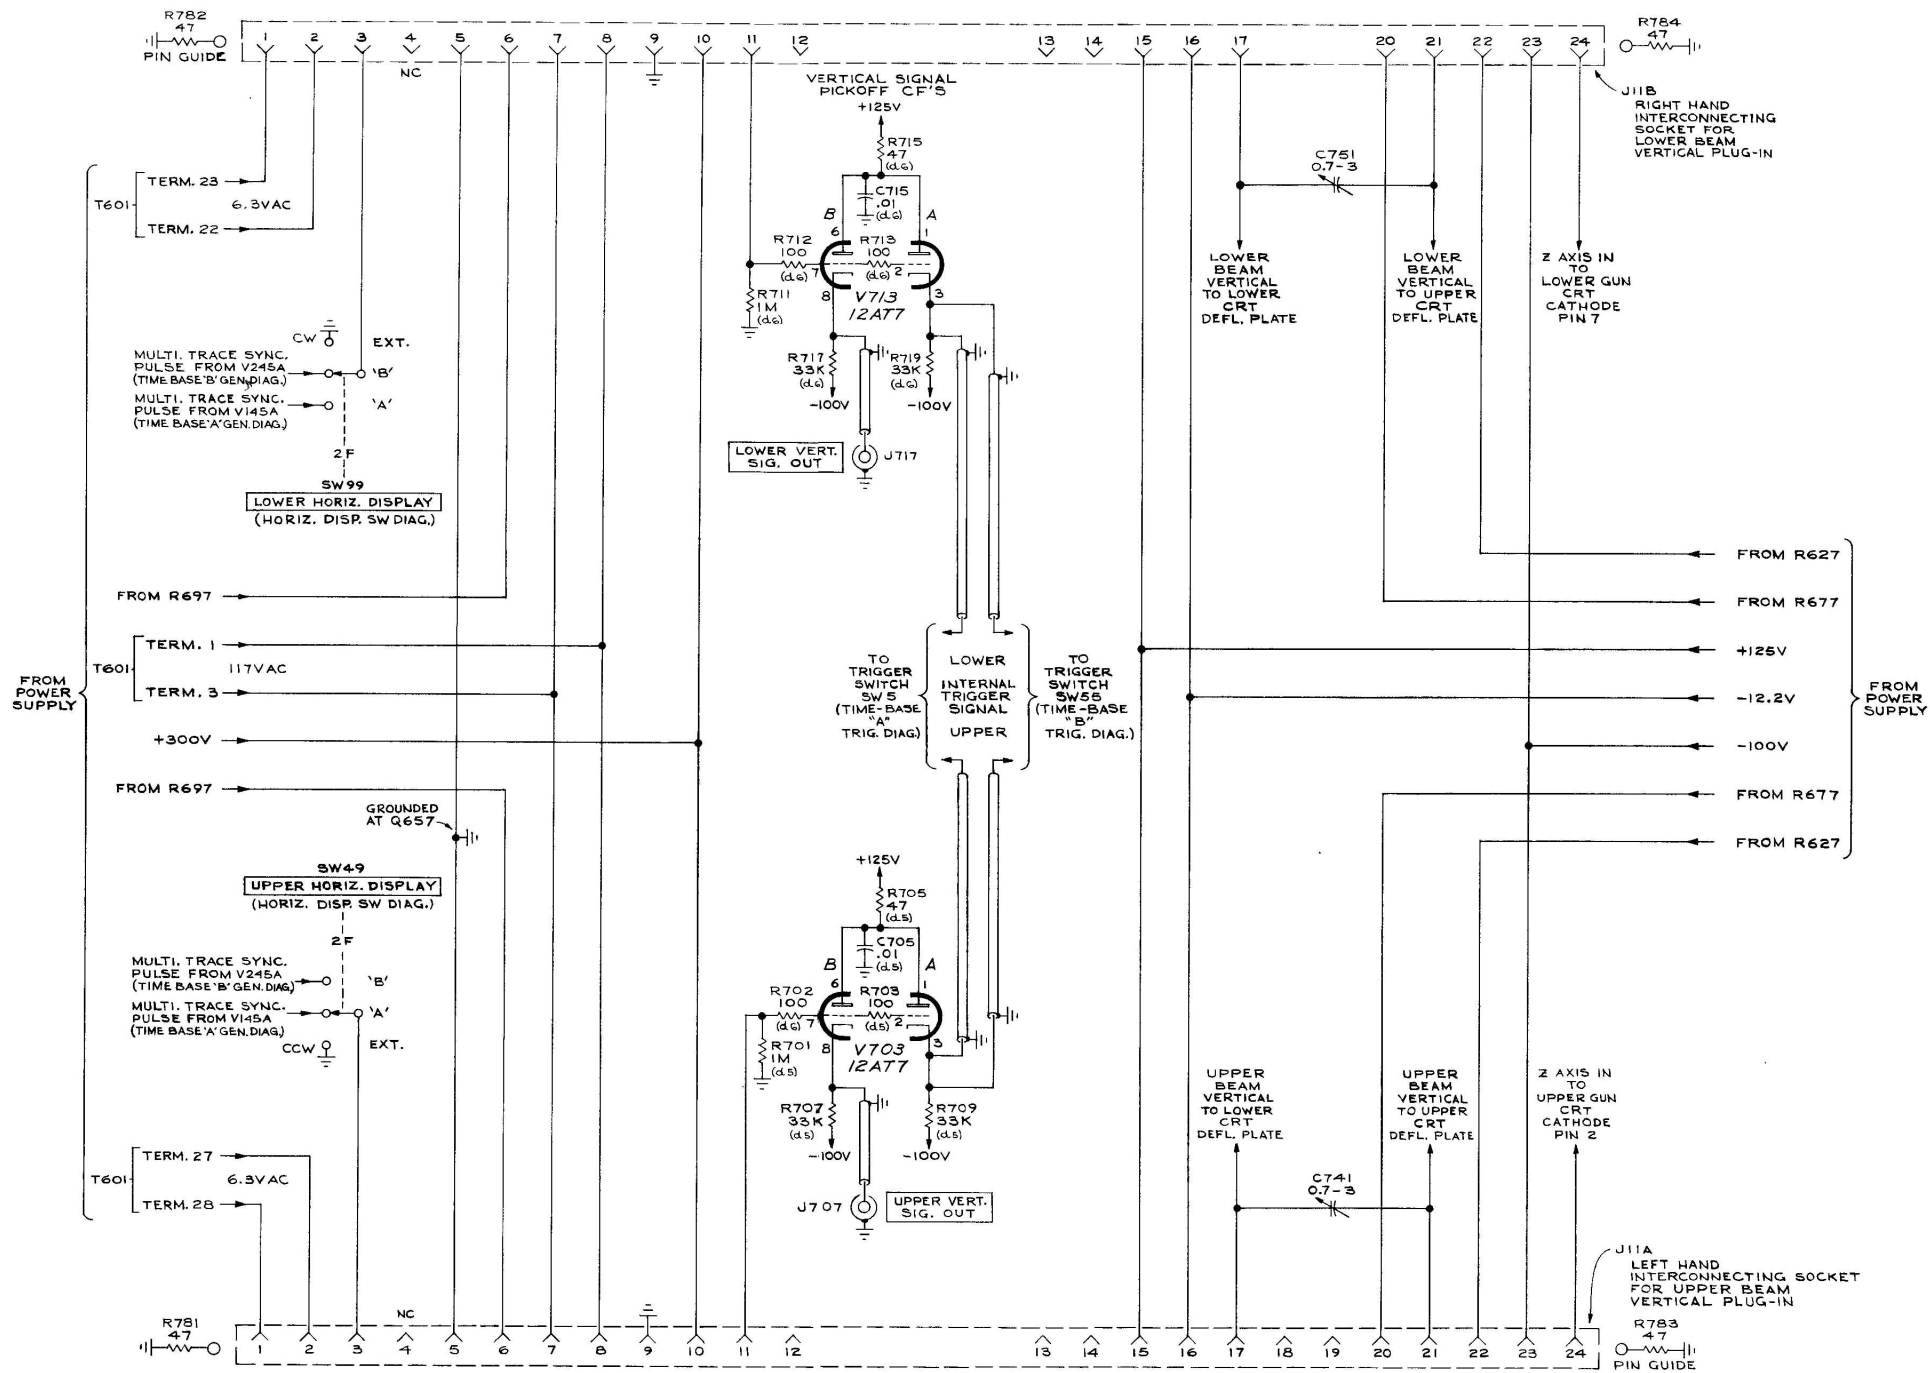 R782
47
PIN GUIDE
1 2 3 4 5 6 7 8 9 10 11 12 13 14 15 16 17 20 21 22 23 24
NC
R784
47
J11B
RIGHT HAND
INTERCONNECTING
SOCKET FOR
LOWER BEAM
VERTICAL PLUG-IN
VERTICAL SIGNAL
PICKOFF CF'S
+125V
R715
47
(d.6)
C715
.01
(d.6)
B
A
6
1
R712
100
(d.6)
7
R713
100
(d.6)
2
R711
1M
(d.6)
8
V713
12AT7
3
R717
33K
(d.6)
-100V
R719
33K
(d.6)
-100V
LOWER VERT.
SIG. OUT
J717
C751
0.7-3
LOWER
BEAM
VERTICAL
TO LOWER
CRT
DEFL. PLATE
LOWER
BEAM
VERTICAL
TO UPPER
CRT
DEFL. PLATE
Z AXIS IN
TO
LOWER GUN
CRT
CATHODE
PIN 7
T601
TERM. 23
6.3VAC
TERM. 22
CW
EXT.
MULTI. TRACE SYNC.
PULSE FROM V245A
(TIME BASE 'B' GEN. DIAG.)
'B'
MULTI. TRACE SYNC.
PULSE FROM V145A
(TIME BASE 'A' GEN. DIAG.)
'A'
2F
SW99
LOWER HORIZ. DISPLAY
(HORIZ. DISP. SW DIAG.)
FROM R697
T601
TERM. 1
117VAC
TERM. 3
+300V
FROM R697
FROM
POWER
SUPPLY
GROUNDED
AT Q657
TO
TRIGGER
SWITCH
SW5
(TIME-BASE
"A"
TRIG. DIAG.)
LOWER
INTERNAL
TRIGGER
SIGNAL
UPPER
TO
TRIGGER
SWITCH
SW55
(TIME-BASE
"B"
TRIG. DIAG.)
FROM R627
FROM R677
+125V
-12.2V
-100V
FROM R677
FROM R627
FROM
POWER
SUPPLY
SW49
UPPER HORIZ. DISPLAY
(HORIZ. DISP. SW DIAG.)
2F
MULTI. TRACE SYNC.
PULSE FROM V245A
(TIME BASE 'B' GEN. DIAG.)
'B'
MULTI. TRACE SYNC.
PULSE FROM V145A
(TIME BASE 'A' GEN. DIAG.)
'A'
CCW
EXT.
T601
TERM. 27
6.3VAC
TERM. 28
+125V
R705
47
(d.5)
C705
.01
(d.5)
B
A
6
1
R702
100
(d.6)
7
R703
100
(d.5)
2
R701
1M
(d.5)
8
V703
12AT7
3
R707
33K
(d.5)
-100V
R709
33K
(d.5)
-100V
J707
UPPER VERT.
SIG. OUT
UPPER
BEAM
VERTICAL
TO LOWER
CRT
DEFL. PLATE
UPPER
BEAM
VERTICAL
TO UPPER
CRT
DEFL. PLATE
Z AXIS IN
TO
UPPER GUN
CRT
CATHODE
PIN 2
C741
0.7-3
J11A
LEFT HAND
INTERCONNECTING SOCKET
FOR UPPER BEAM
VERTICAL PLUG-IN
R781
47
NC
1 2 3 4 5 6 7 8 9 10 11 12 13 14 15 16 17 18 19 20 21 22 23 24
R783
47
PIN GUIDE